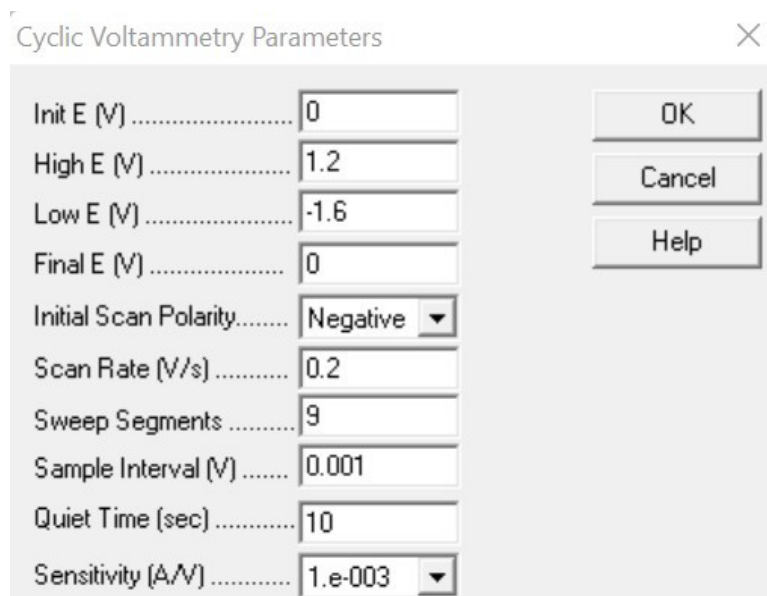 Cyclic Voltammetry Parameters
Init E (V) ....................... 0
OK
High E (V) .................... 1.2
Cancel
Low E (V) ..................... -1.6
Help
Final E (V) ................... 0
Initial Scan Polarity........ Negative
Scan Rate (V/s) ........... 0.2
Sweep Segments .......... 9
Sample Interval (V) ....... 0.001
Quiet Time (sec) ............ 10
Sensitivity (A/V) ............ 1.e-003